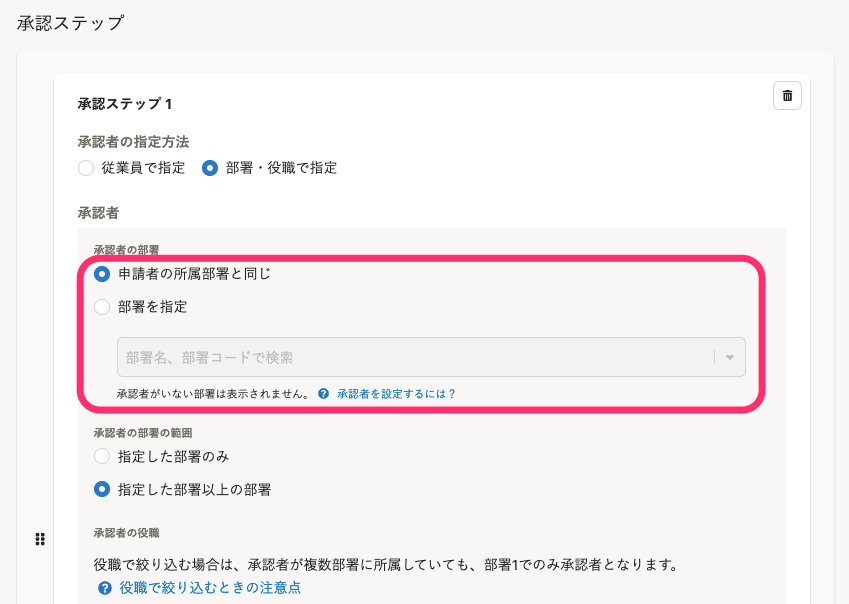 承認ステップ
承認ステップ 1
承認者の指定方法
従業員で指定 部署・役職で指定
承認者
承認者の部署
申請者の所属部署と同じ
部署を指定
部署名、部署コードで検索
承認者がいない部署は表示されません。 ? 承認者を設定するには？
承認者の部署の範囲
指定した部署のみ
指定した部署以上の部署
承認者の役職
役職で絞り込む場合は、承認者が複数部署に所属していても、部署1でのみ承認者となります。
? 役職で絞り込むときの注意点